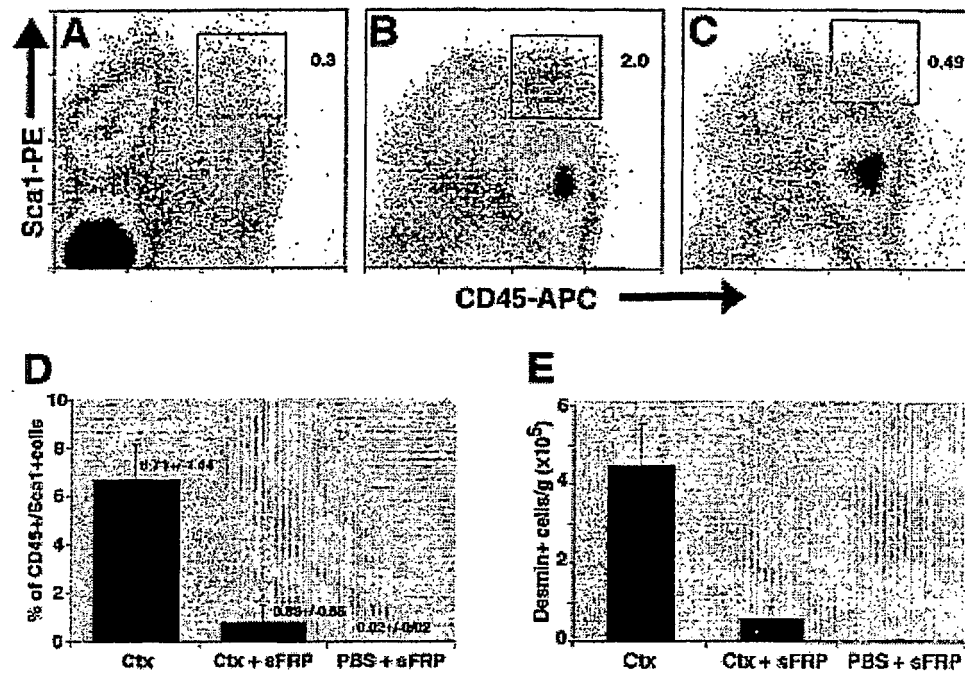 A
B
C
0.3
2.0
0.49
Sca1-PE
CD45-APC
D
E
% of CD45+/Sca1+cells
10
8
6
4
2
0
Ctx
Ctx + sFRP
PBS + sFRP
0.02+/-0.02
Desmin+ cells/g (x10⁵)
6
4
2
0
Ctx
Ctx + sFRP
PBS + sFRP